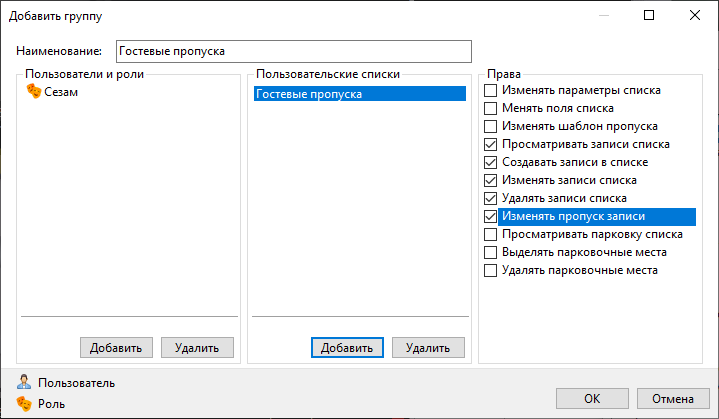 Добавить группу
Наименование:
Гостевые пропуска
Пользователи и роли
Сезам
Добавить
Удалить
Пользовательские списки
Гостевые пропуска
Добавить
Удалить
Права
Изменять параметры списка
Менять поля списка
Изменять шаблон пропуска
Просматривать записи списка
Создавать записи в списке
Изменять записи списка
Удалять записи списка
Изменять пропуск записи
Просматривать парковку списка
Выделять парковочные места
Удалять парковочные места
Пользователь
Роль
ОК
Отмена